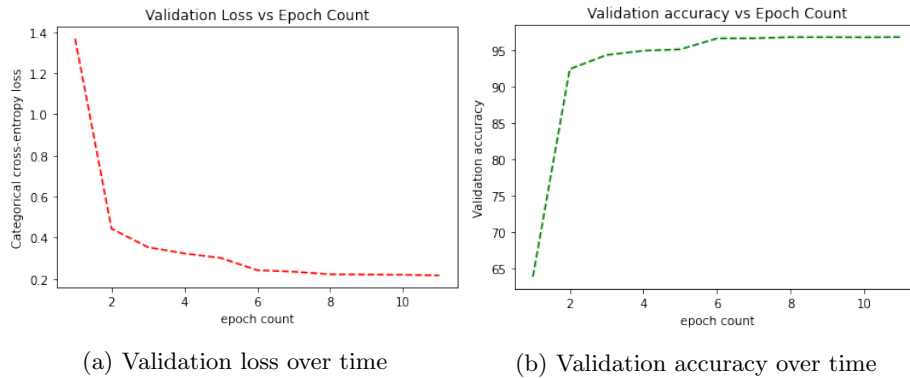 Validation Loss vs Epoch Count
1.4
1.2
1.0
0.8
0.6
0.4
0.2
Categorical cross-entropy loss
2 4 6 8 10
epoch count
(a) Validation loss over time
Validation accuracy vs Epoch Count
95
90
85
80
75
70
65
Validation accuracy
2 4 6 8 10
epoch count
(b) Validation accuracy over time